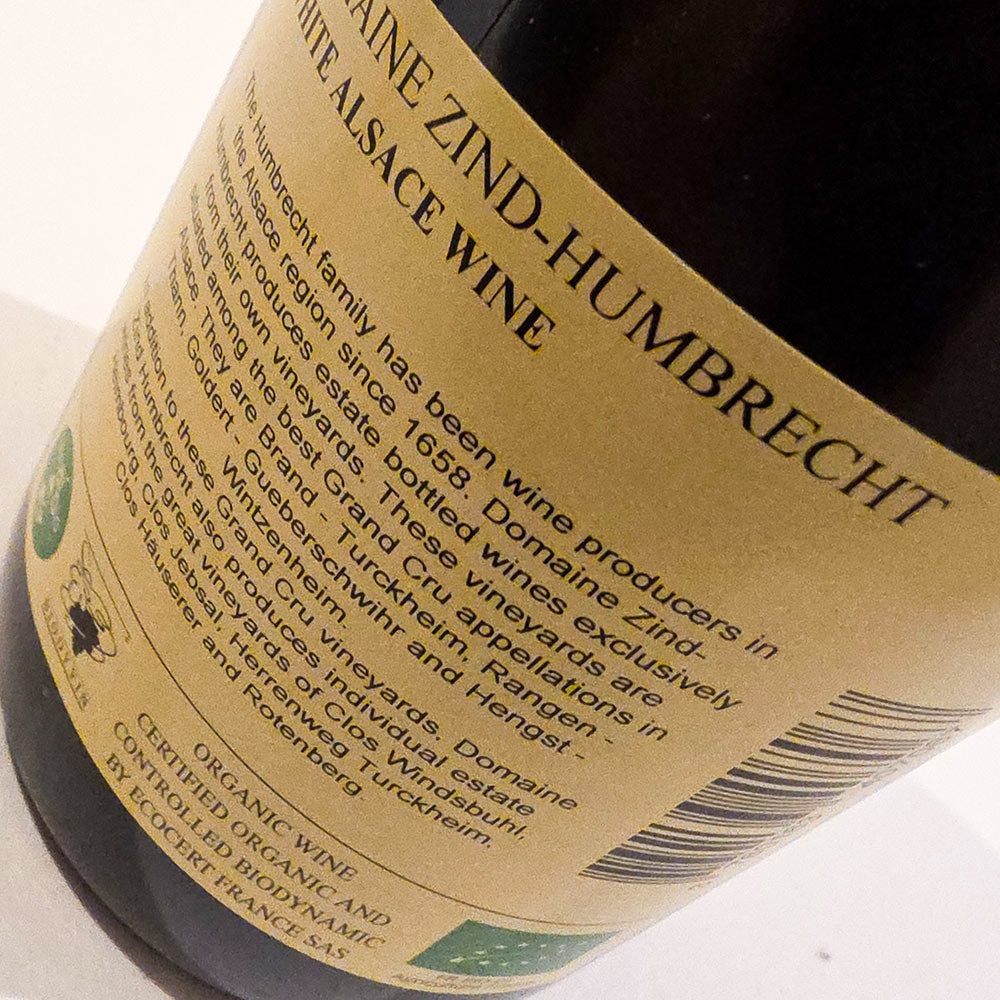 MAINE ZIND-HUMBRECHT
WHITE ALSACE WINE
The Humbrecht family has been wine producers in
the Alsace region since 1658. Domaine Zind-
Humbrecht produces estate bottled wines exclusively
from their own vineyards. These vineyards are
situated among the best Grand Cru appellations in
Alsace. They are Brand - Turckheim, Rangen -
Thann, Goldert - Gueberschwihr and Hengst -
Wintzenheim.
In addition to these Grand Cru vineyards, Domaine
Zind Humbrecht also produces individual estate
wines from the great vineyards of Clos Windsbuhl,
Clos Jebsal, Herrenweg Turckheim,
Clos Häuserer and Rotenberg.
ORGANIC WINE
CERTIFIED ORGANIC AND
CONTROLLED BIODYNAMIC
BY ECOCERT FRANCE SAS
BIODYVIN